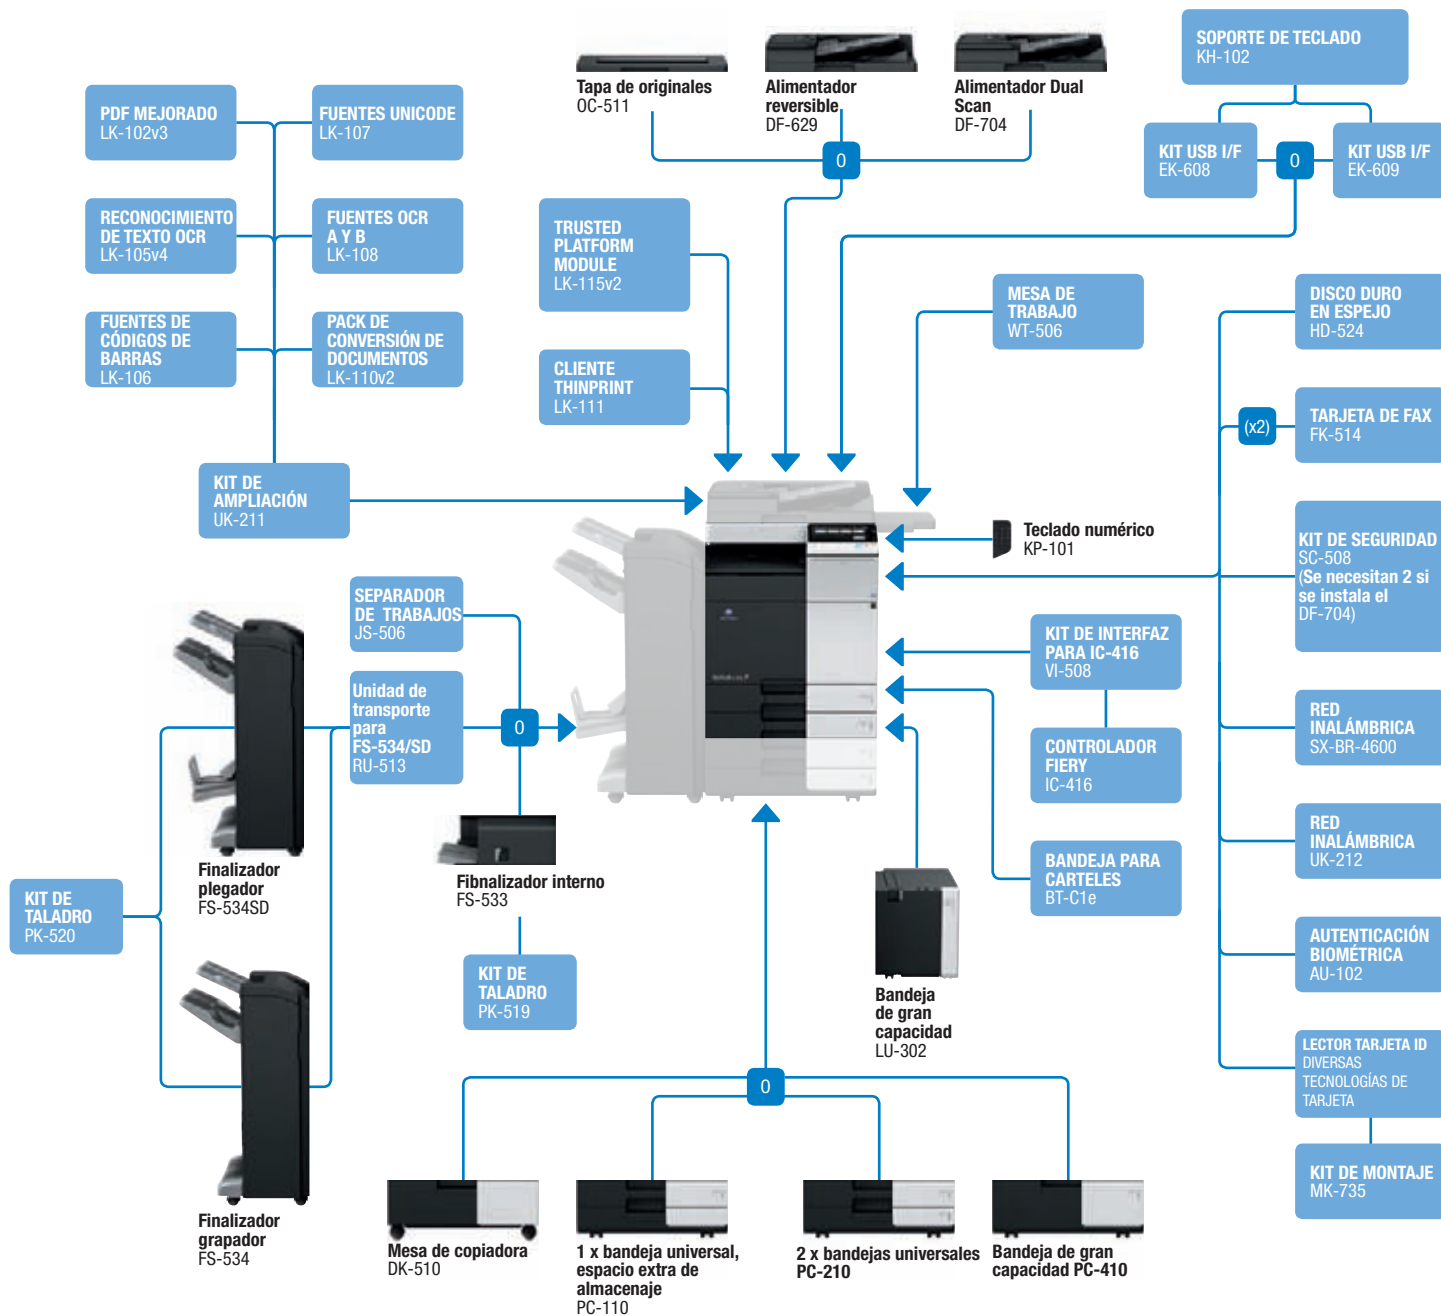 Tapa de originales
OC-511
Alimentador
reversible
DF-629
Alimentador Dual
Scan
DF-704
SOPORTE DE TECLADO
KH-102
KIT USB I/F
EK-608
0
KIT USB I/F
EK-609
0
PDF MEJORADO
LK-102v3
FUENTES UNICODE
LK-107
RECONOCIMIENTO
DE TEXTO OCR
LK-105v4
FUENTES OCR
A Y B
LK-108
FUENTES DE
CÓDIGOS DE
BARRAS
LK-106
PACK DE
CONVERSIÓN DE
DOCUMENTOS
LK-110v2
KIT DE
AMPLIACIÓN
UK-211
TRUSTED
PLATFORM
MODULE
LK-115v2
CLIENTE
THINPRINT
LK-111
MESA DE
TRABAJO
WT-506
DISCO DURO
EN ESPEJO
HD-524
(x2)
TARJETA DE FAX
FK-514
Teclado numérico
KP-101
KIT DE SEGURIDAD
SC-508
(Se necesitan 2 si
se instala el
DF-704)
SEPARADOR
DE TRABAJOS
JS-506
Unidad de
transporte
para
FS-534/SD
RU-513
0
KIT DE INTERFAZ
PARA IC-416
VI-508
CONTROLADOR
FIERY
IC-416
RED
INALÁMBRICA
SX-BR-4600
RED
INALÁMBRICA
UK-212
Finalizador
plegador
FS-534SD
Fibnalizador interno
FS-533
BANDEJA PARA
CARTELES
BT-C1e
KIT DE
TALADRO
PK-520
KIT DE
TALADRO
PK-519
Bandeja
de gran
capacidad
LU-302
AUTENTICACIÓN
BIOMÉTRICA
AU-102
LECTOR TARJETA ID
DIVERSAS
TECNOLOGÍAS DE
TARJETA
KIT DE MONTAJE
MK-735
0
Finalizador
grapador
FS-534
Mesa de copiadora
DK-510
1 x bandeja universal,
espacio extra de
almacenaje
PC-110
2 x bandejas universales
PC-210
Bandeja de gran
capacidad PC-410